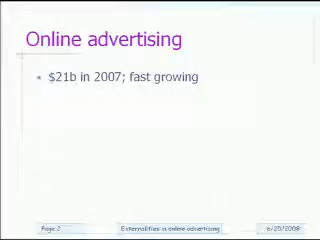 Online advertising
$21b in 2007; fast growing
Page 2
Externalities in online advertising
6/25/2008